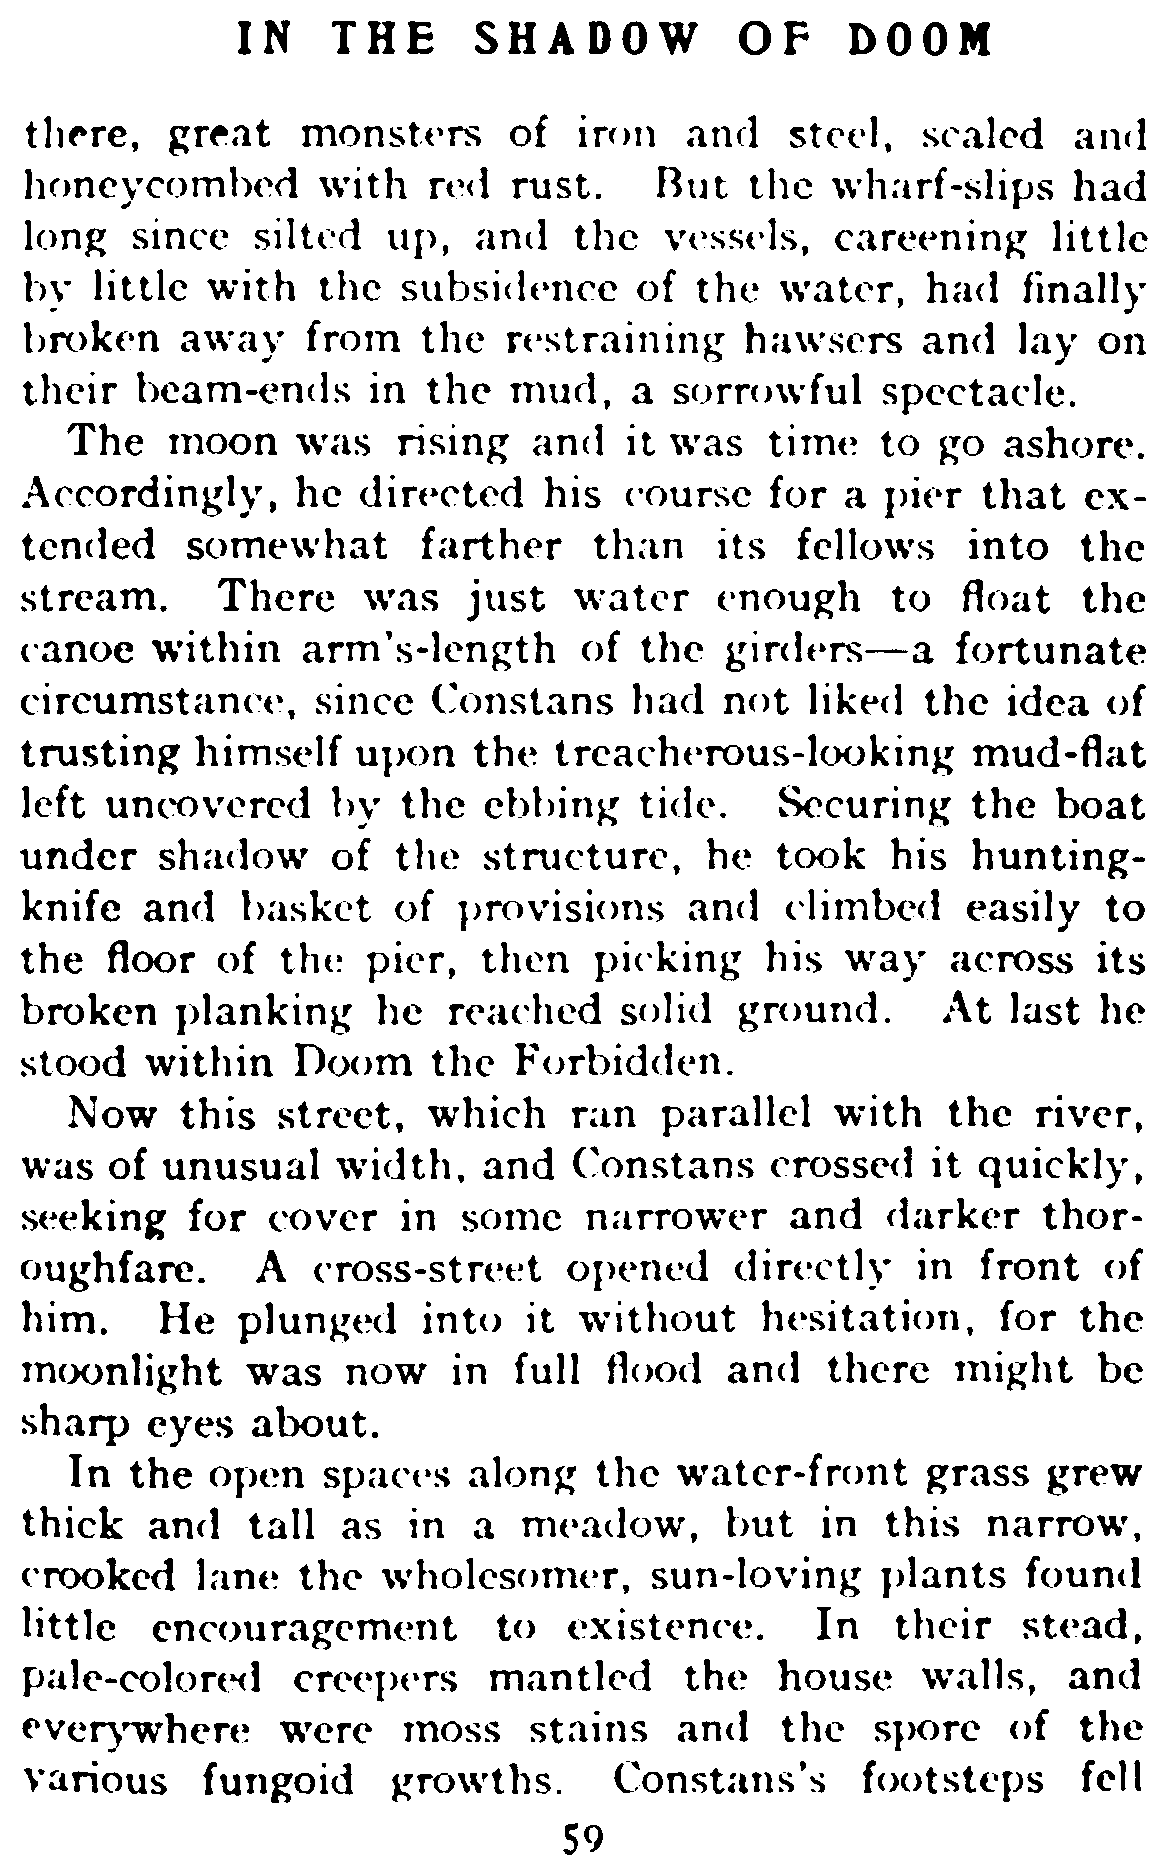 IN THE SHADOW OF DOOM
there, great monsters of iron and steel, scaled and
honeycombed with red rust. But the wharf-slips had
long since silted up, and the vessels, careening little
by little with the subsidence of the water, had finally
broken away from the restraining hawsers and lay on
their beam-ends in the mud, a sorrowful spectacle.
The moon was rising and it was time to go ashore.
Accordingly, he directed his course for a pier that ex-
tended somewhat farther than its fellows into the
stream. There was just water enough to float the
canoe within arm's-length of the girders—a fortunate
circumstance, since Constans had not liked the idea of
trusting himself upon the treacherous-looking mud-flat
left uncovered by the ebbing tide. Securing the boat
under shadow of the structure, he took his hunting-
knife and basket of provisions and climbed easily to
the floor of the pier, then picking his way across its
broken planking he reached solid ground. At last he
stood within Doom the Forbidden.
Now this street, which ran parallel with the river,
was of unusual width, and Constans crossed it quickly,
seeking for cover in some narrower and darker thor-
oughfare. A cross-street opened directly in front of
him. He plunged into it without hesitation, for the
moonlight was now in full flood and there might be
sharp eyes about.
In the open spaces along the water-front grass grew
thick and tall as in a meadow, but in this narrow,
crooked lane the wholesomer, sun-loving plants found
little encouragement to existence. In their stead,
pale-colored creepers mantled the house walls, and
everywhere were moss stains and the spore of the
various fungoid growths. Constans's footsteps fell
59